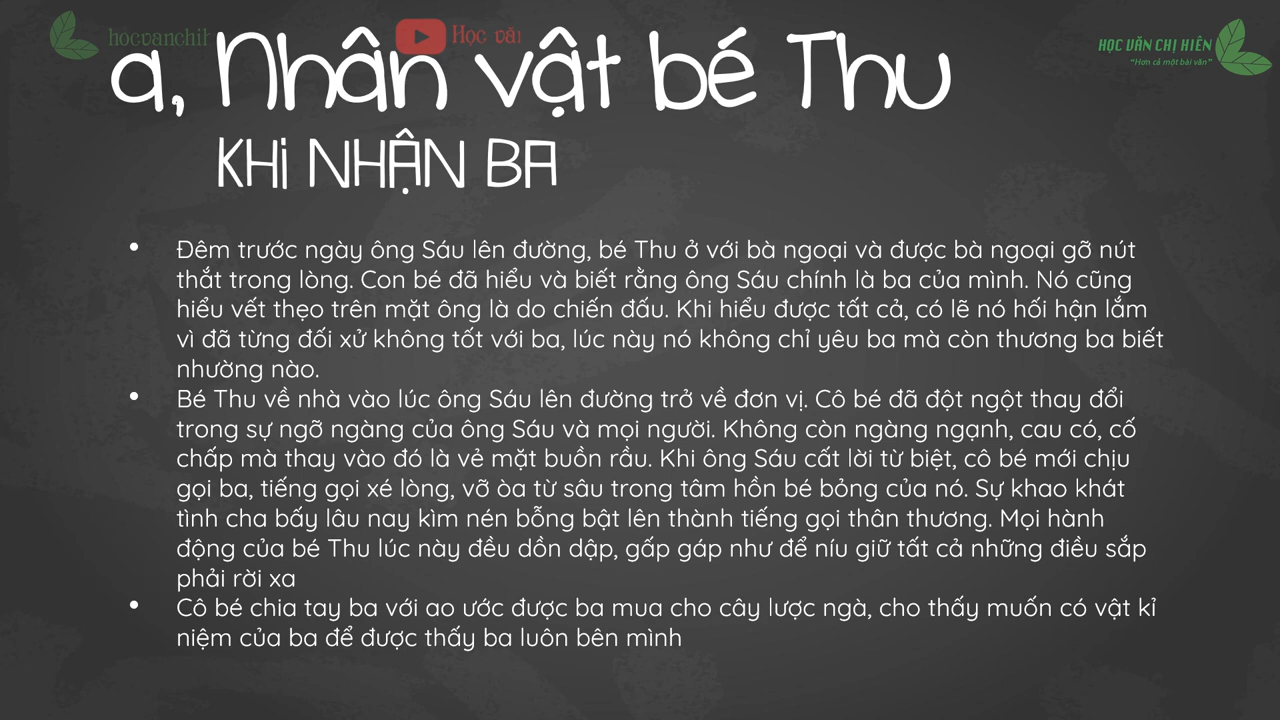 hocvanchi
Học vă
HỌC VĂN CHỊ HIÊN
"Hơn cả một bài văn"
a, Nhân vật bé Thu
KHI NHẬN BA
• Đêm trước ngày ông Sáu lên đường, bé Thu ở với bà ngoại và được bà ngoại gỡ nút
thắt trong lòng. Con bé đã hiểu và biết rằng ông Sáu chính là ba của mình. Nó cũng
hiểu vết thẹo trên mặt ông là do chiến đấu. Khi hiểu được tất cả, có lẽ nó hối hận lắm
vì đã từng đối xử không tốt với ba, lúc này nó không chỉ yêu ba mà còn thương ba biết
nhường nào.
• Bé Thu về nhà vào lúc ông Sáu lên đường trở về đơn vị. Cô bé đã đột ngột thay đổi
trong sự ngỡ ngàng của ông Sáu và mọi người. Không còn ngàng ngạnh, cau có, cố
chấp mà thay vào đó là vẻ mặt buồn rầu. Khi ông Sáu cất lời từ biệt, cô bé mới chịu
gọi ba, tiếng gọi xé lòng, vỡ òa từ sâu trong tâm hồn bé bỏng của nó. Sự khao khát
tình cha bấy lâu nay kìm nén bỗng bật lên thành tiếng gọi thân thương. Mọi hành
động của bé Thu lúc này đều dồn dập, gấp gáp như để níu giữ tất cả những điều sắp
phải rời xa
• Cô bé chia tay ba với ao ước được ba mua cho cây lược ngà, cho thấy muốn có vật kỉ
niệm của ba để được thấy ba luôn bên mình